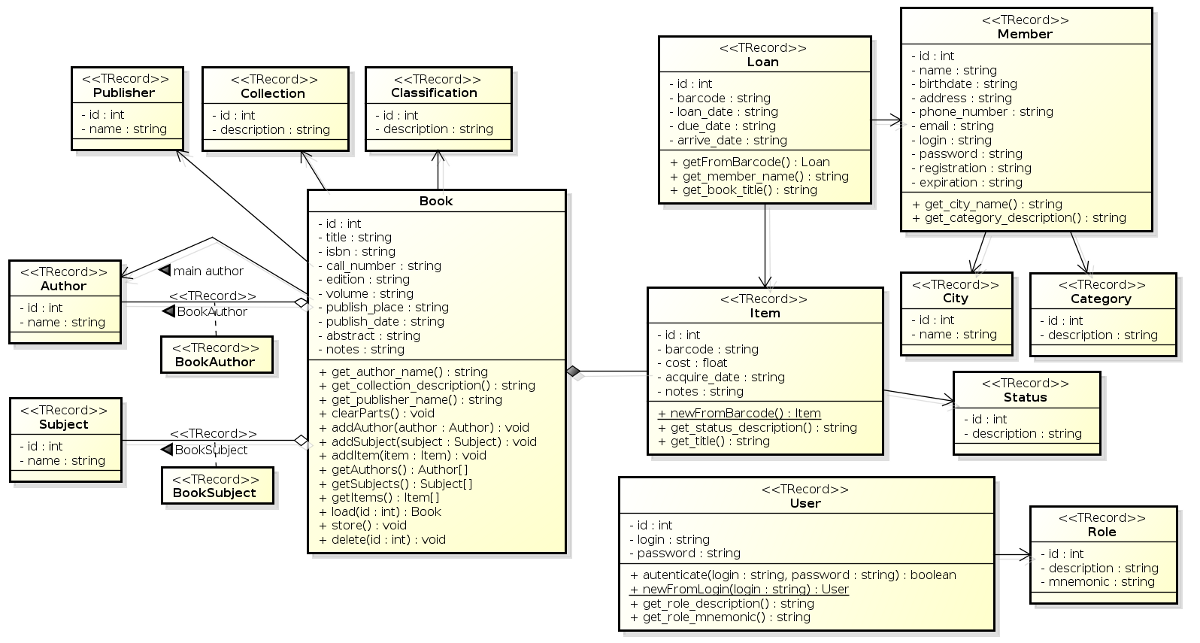 <<TRecord>>
Publisher
- id : int
- name : string
<<TRecord>>
Collection
- id : int
- description : string
<<TRecord>>
Classification
- id : int
- description : string
<<TRecord>>
Loan
- id : int
- barcode : string
- loan_date : string
- due_date : string
- arrive_date : string
+ getFromBarcode() : Loan
+ get_member_name() : string
+ get_book_title() : string
<<TRecord>>
Member
- id : int
- name : string
- birthdate : string
- address : string
- phone_number : string
- email : string
- login : string
- password : string
- registration : string
- expiration : string
+ get_city_name() : string
+ get_category_description() : string
Book
- id : int
- title : string
- isbn : string
- call_number : string
- edition : string
- volume : string
- publish_place : string
- publish_date : string
- abstract : string
- notes : string
+ get_author_name() : string
+ get_collection_description() : string
+ get_publisher_name() : string
+ clearParts() : void
+ addAuthor(author : Author) : void
+ addSubject(subject : Subject) : void
+ addItem(item : Item) : void
+ getAuthors() : Author[]
+ getSubjects() : Subject[]
+ getItems() : Item[]
+ load(id : int) : Book
+ store() : void
+ delete(id : int) : void
<<TRecord>>
Author
- id : int
- name : string
main author
<<TRecord>>
BookAuthor
<<TRecord>>
BookAuthor
<<TRecord>>
Subject
- id : int
- name : string
<<TRecord>>
BookSubject
<<TRecord>>
BookSubject
<<TRecord>>
Item
- id : int
- barcode : string
- cost : float
- acquire_date : string
- notes : string
+ newFromBarcode() : Item
+ get_status_description() : string
+ get_title() : string
<<TRecord>>
City
- id : int
- name : string
<<TRecord>>
Category
- id : int
- description : string
<<TRecord>>
Status
- id : int
- description : string
<<TRecord>>
User
- id : int
- login : string
- password : string
+ autenticate(login : string, password : string) : boolean
+ newFromLogin(login : string) : User
+ get_role_description() : string
+ get_role_mnemonic() : string
<<TRecord>>
Role
- id : int
- description : string
- mnemonic : string